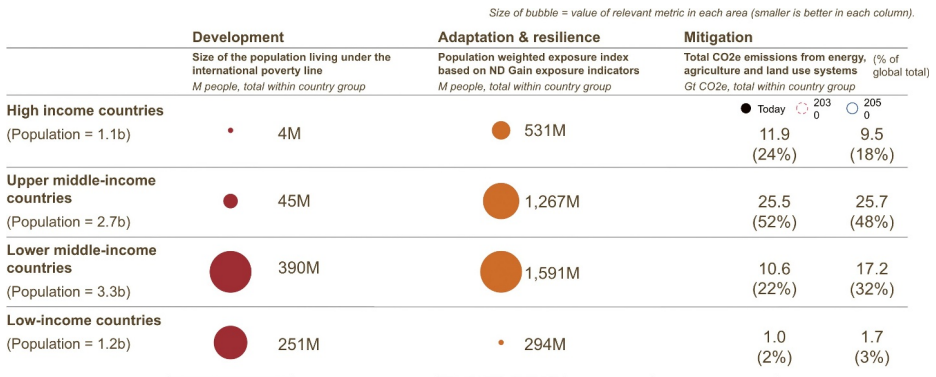 Size of bubble = value of relevant metric in each area (smaller is better in each column).
Development
Adaptation & resilience
Mitigation
Size of the population living under the
international poverty line
M people, total within country group
Population weighted exposure index
based on ND Gain exposure indicators
M people, total within country group
Total CO2e emissions from energy,
agriculture and land use systems
(% of
global total)
Gt CO2e, total within country group
High income countries
(Population = 1.1b)
4M
531M
Today
203
0
205
0
11.9
(24%)
9.5
(18%)
Upper middle-income
countries
(Population = 2.7b)
45M
1,267M
25.5
(52%)
25.7
(48%)
Lower middle-income
countries
(Population = 3.3b)
390M
1,591M
10.6
(22%)
17.2
(32%)
Low-income countries
(Population = 1.2b)
251M
294M
1.0
(2%)
1.7
(3%)